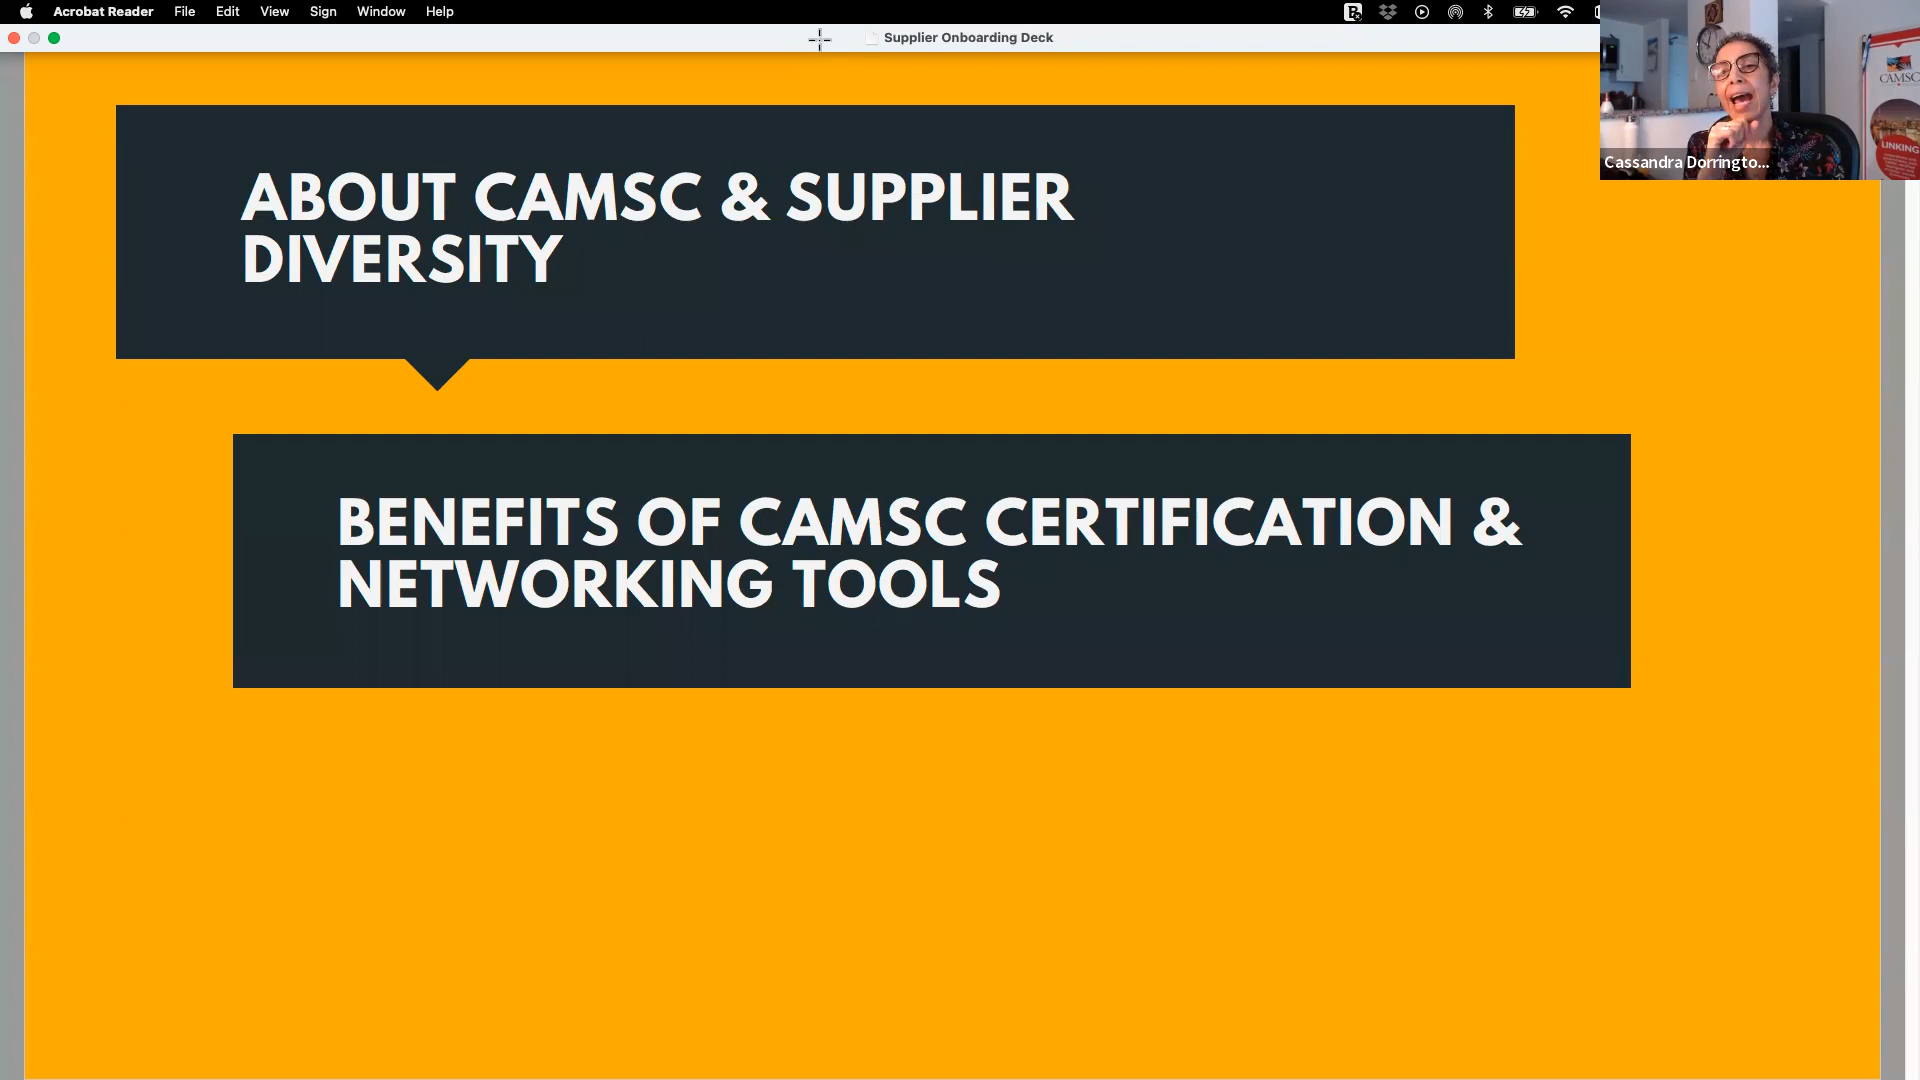 Acrobat Reader File Edit View Sign Window Help
Supplier Onboarding Deck
CAMSC
LINKING
Cassandra Dorringto...
ABOUT CAMSC & SUPPLIER
DIVERSITY
BENEFITS OF CAMSC CERTIFICATION &
NETWORKING TOOLS